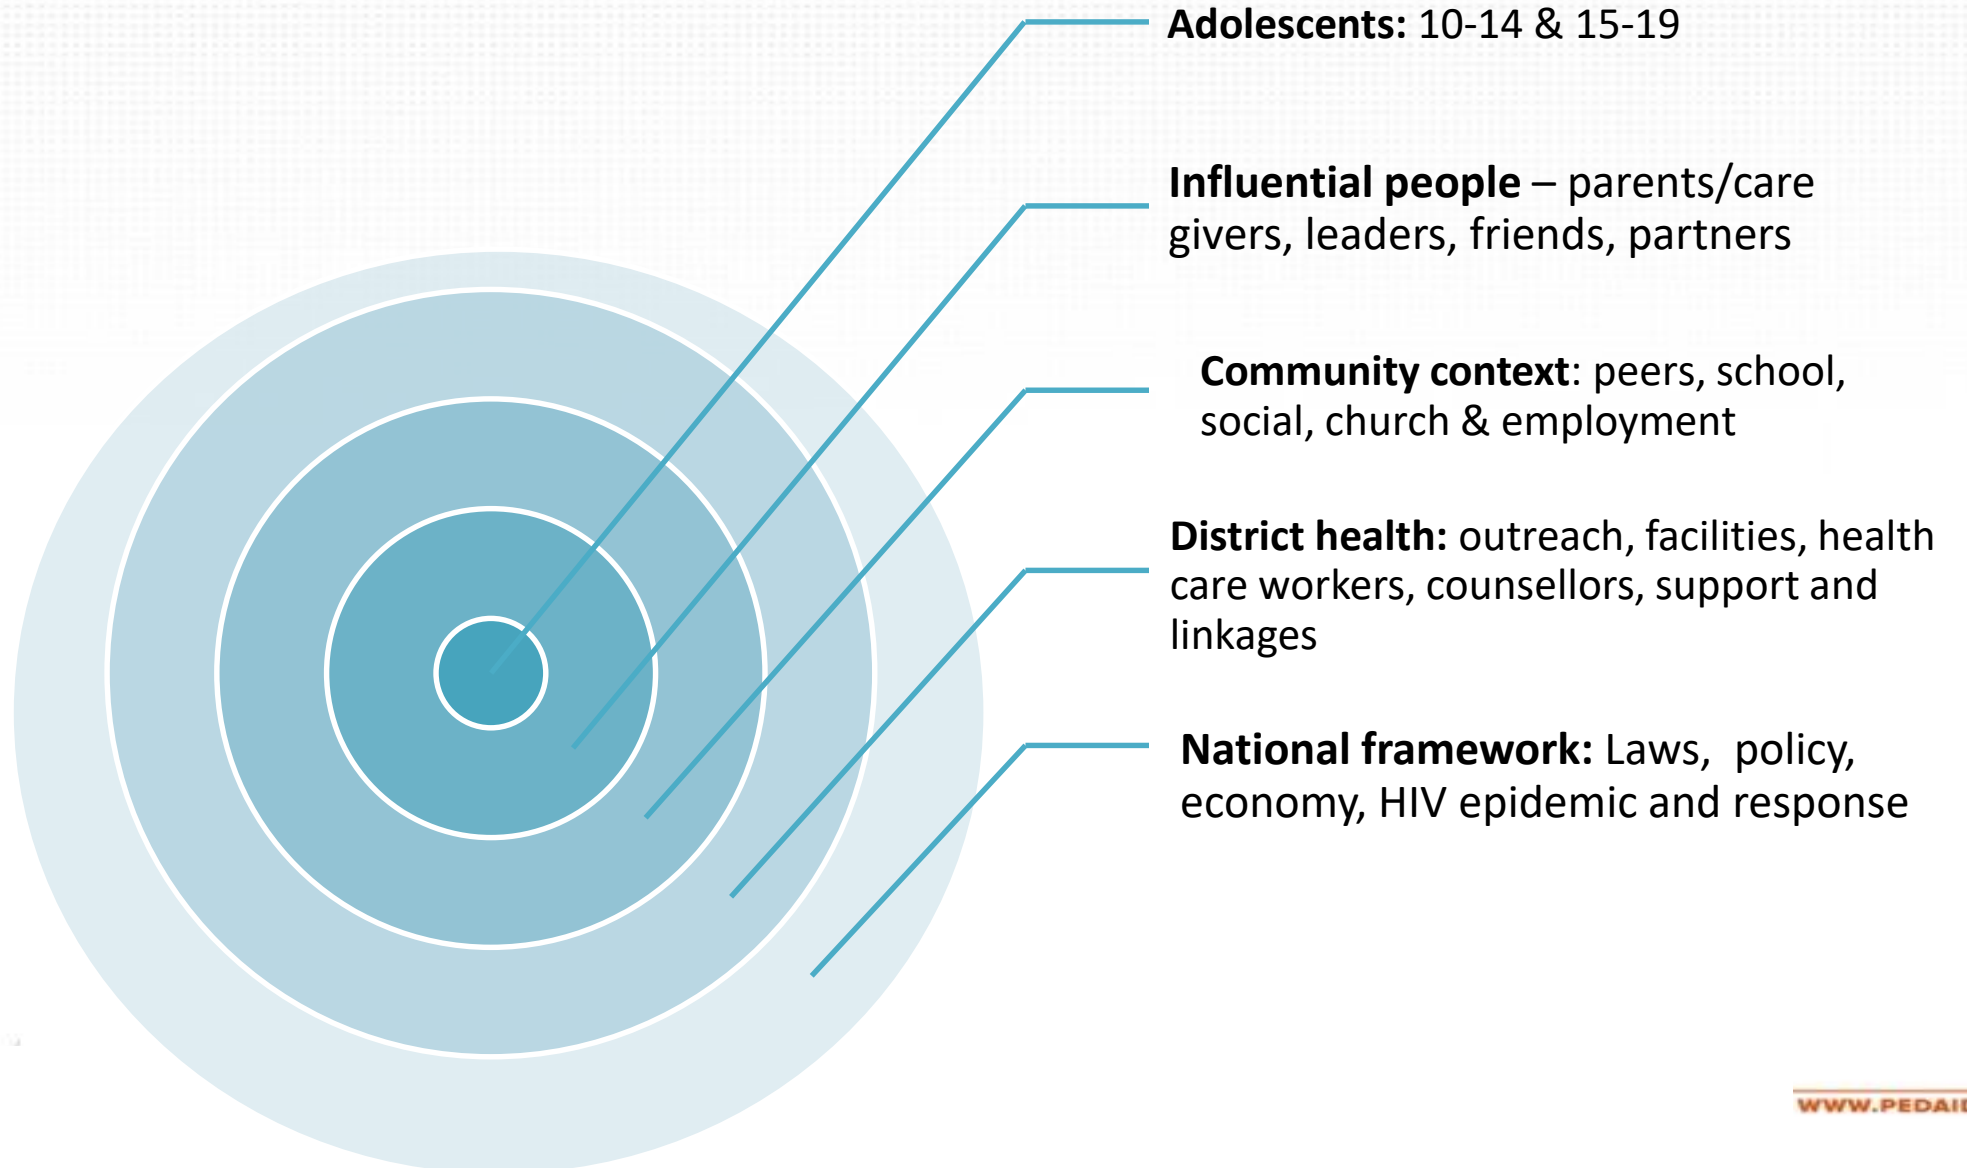 Adolescents: 10-14 & 15-19
Influential people – parents/care
givers, leaders, friends, partners
Community context: peers, school,
social, church & employment
District health: outreach, facilities, health
care workers, counsellors, support and
linkages
National framework: Laws, policy,
economy, HIV epidemic and response
WWW.PEDAID